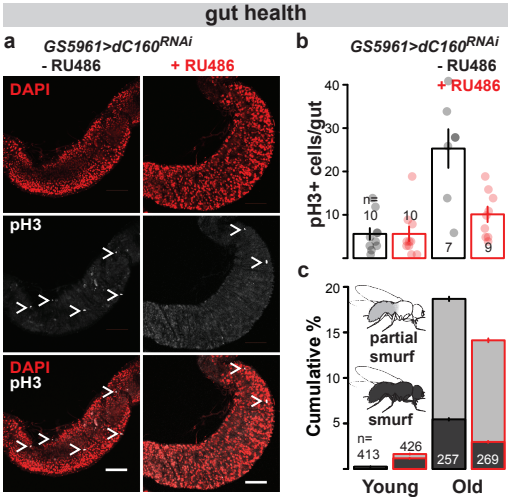 gut health
a
GS5961>dC160RNAi
- RU486
+ RU486
DAPI
pH3
DAPI
pH3
b
GS5961>dC160RNAi
- RU486
+ RU486
pH3+ cells/gut
40
30
20
10
n=
10
10
7
9
c
Cumulative %
20
15
10
5
partial
smurf
smurf
n=
413
426
257
269
Young
Old